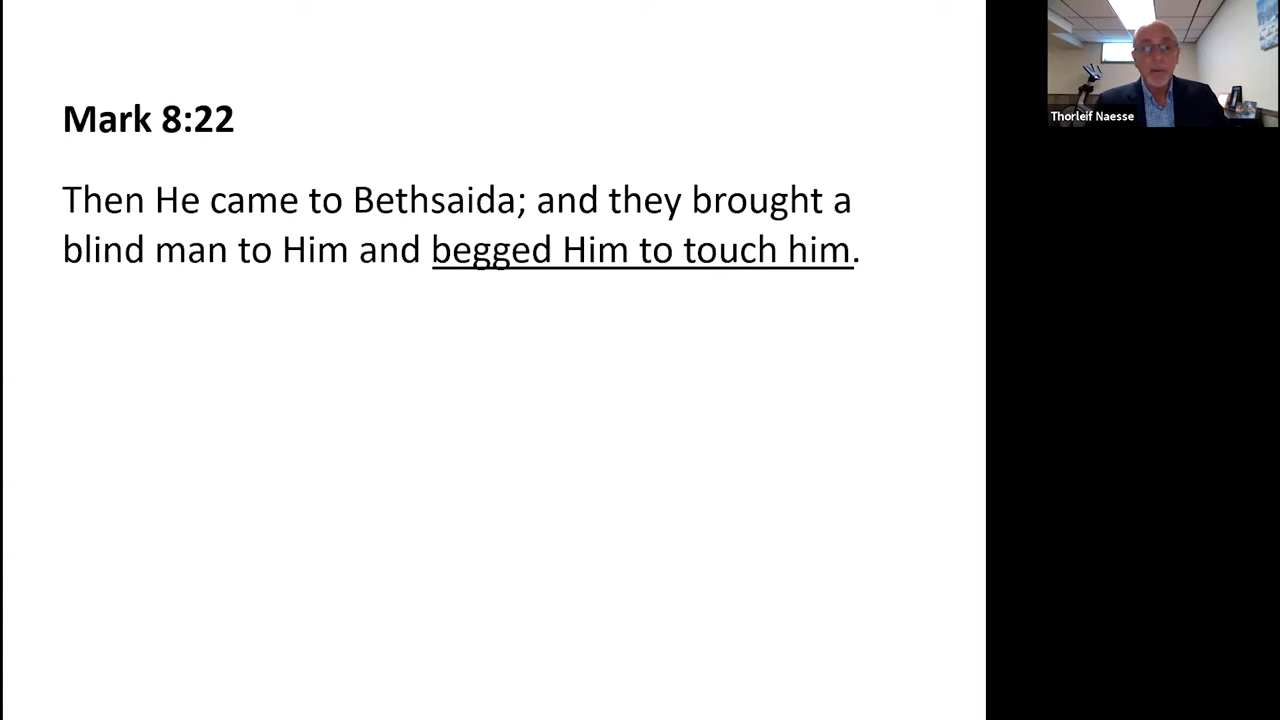 Mark 8:22
Then He came to Bethsaida; and they brought a
blind man to Him and begged Him to touch him.
Thorleif Naesse